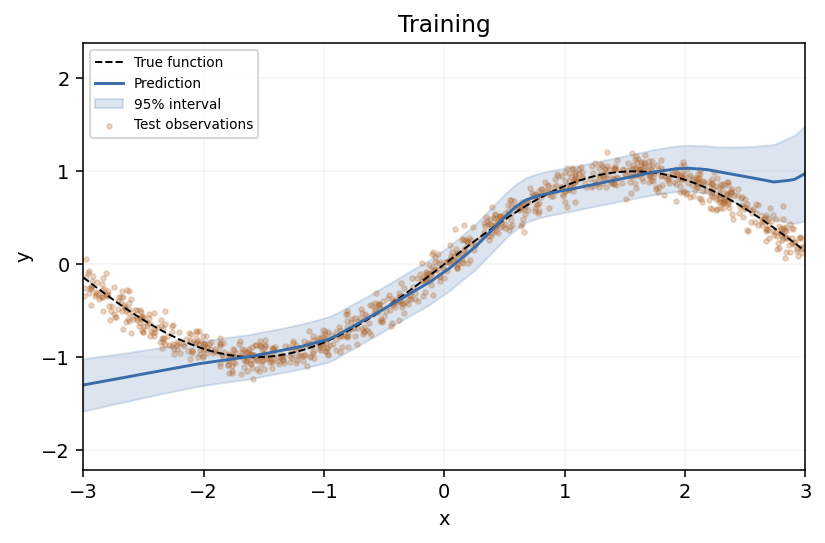 Training
True function
Prediction
95% interval
Test observations
y
2
1
0
−1
−2
−3 −2 −1 0 1 2 3
x